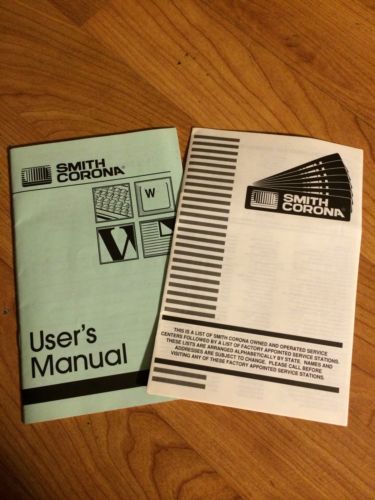 SMITH
CORONA®
W
User's
Manual
SMITH
CORONA
THIS IS A LIST OF SMITH CORONA OWNED AND OPERATED SERVICE
CENTERS FOLLOWED BY A LIST OF FACTORY APPOINTED SERVICE STATIONS.
THESE LISTS ARE ARRANGED ALPHABETICALLY BY STATE. NAMES AND
ADDRESSES ARE SUBJECT TO CHANGE. PLEASE CALL BEFORE
VISITING ANY OF THESE FACTORY APPOINTED SERVICE STATIONS.